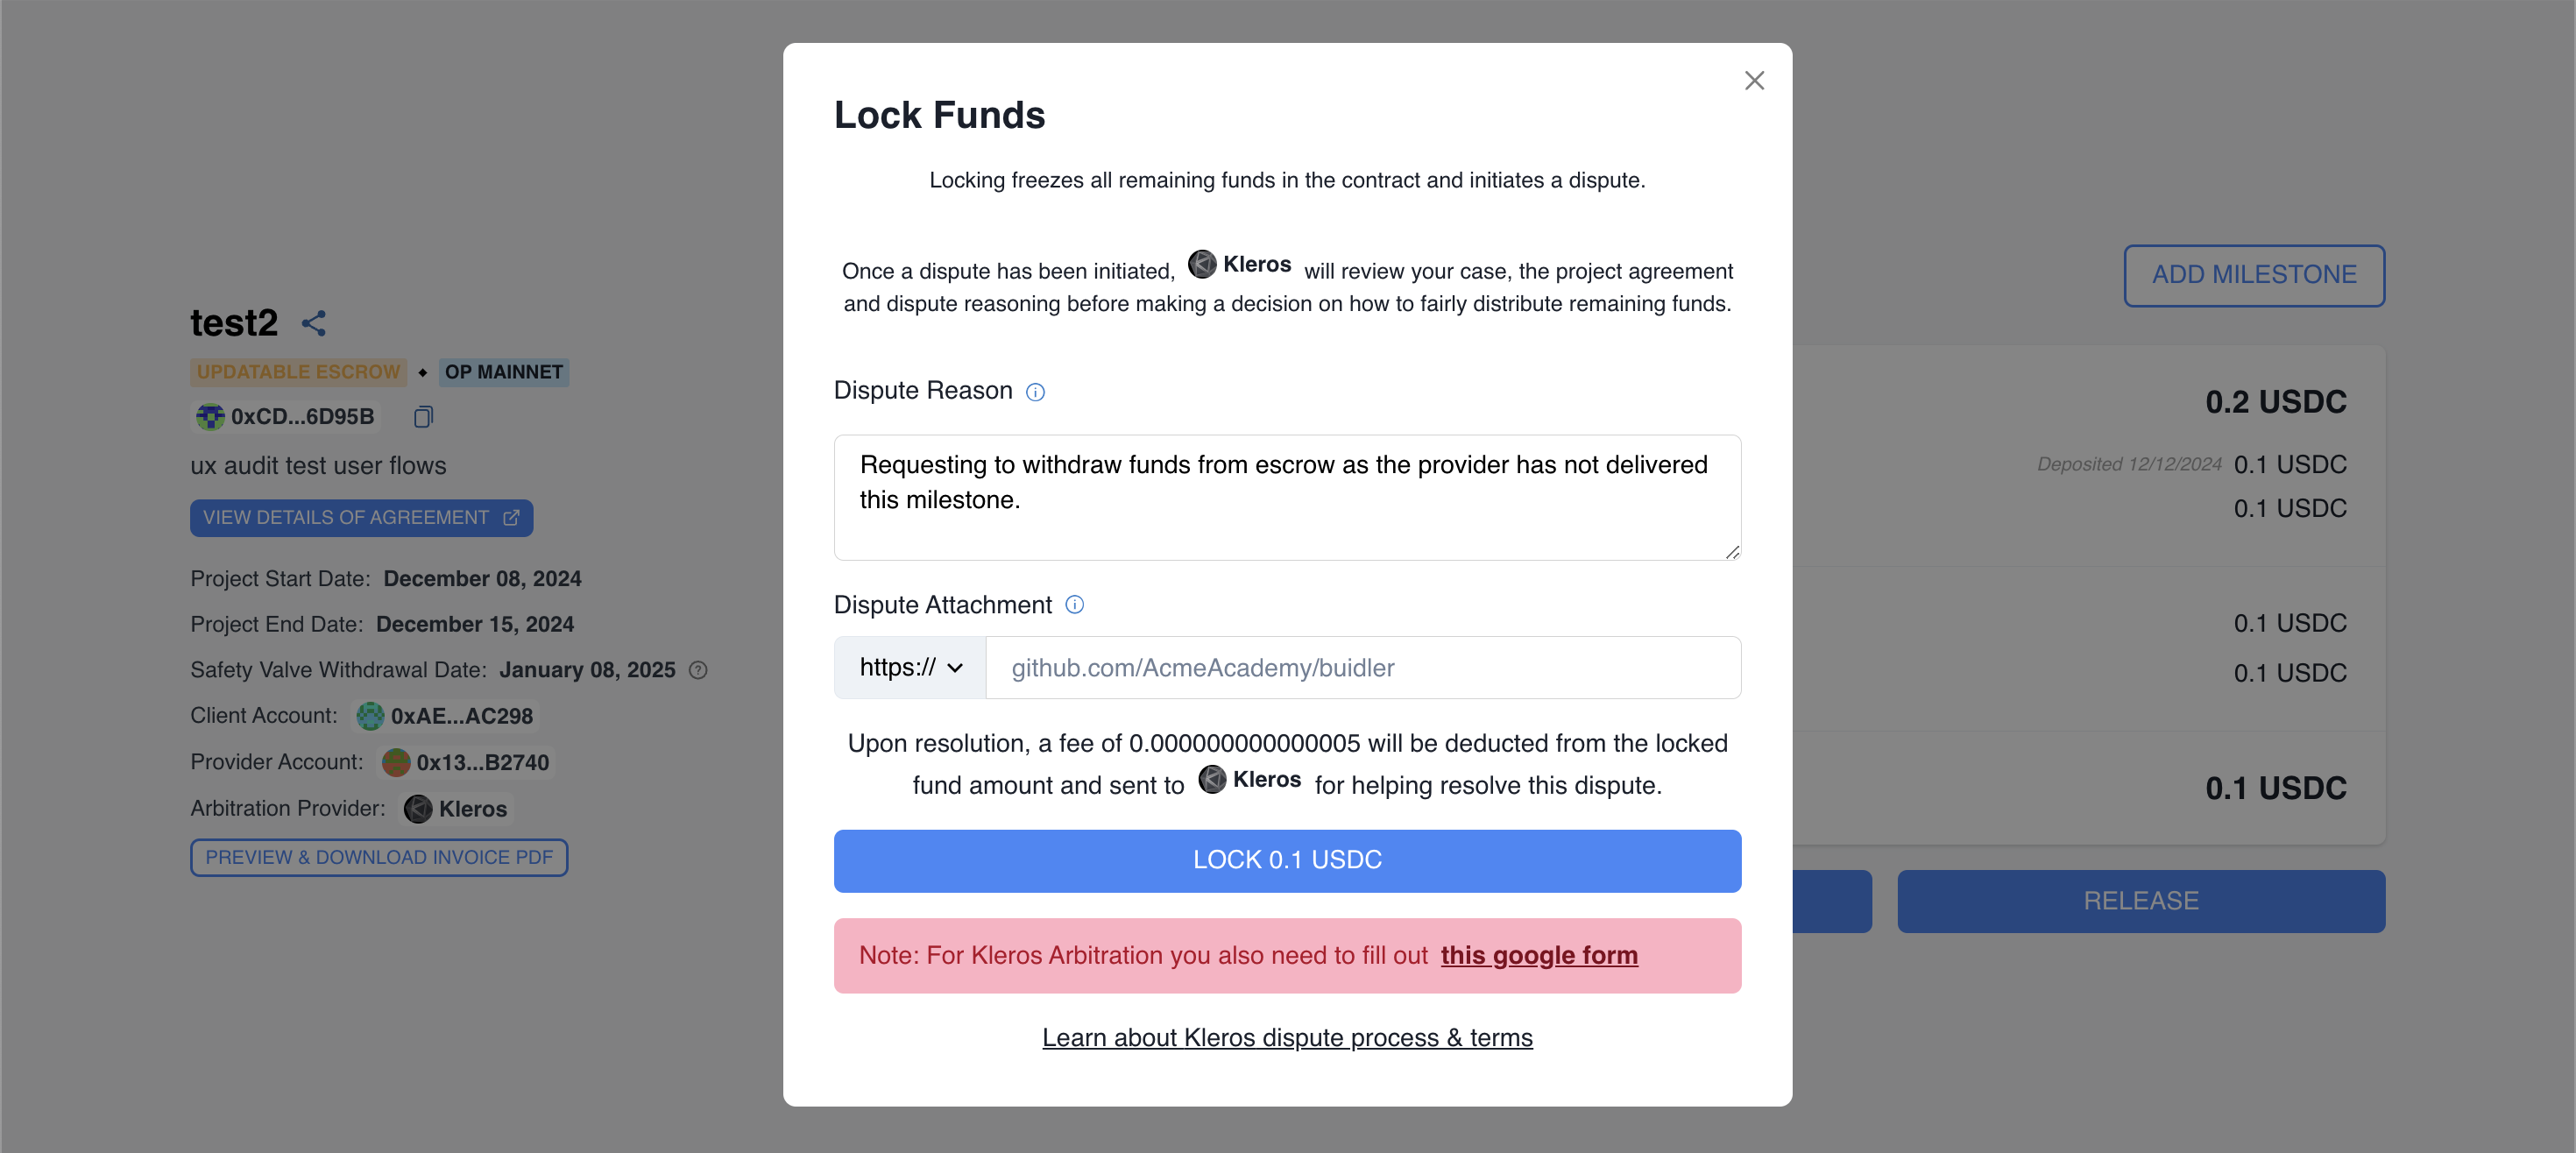 Lock Funds
Locking freezes all remaining funds in the contract and initiates a dispute.
Once a dispute has been initiated, Kleros will review your case, the project agreement
and dispute reasoning before making a decision on how to fairly distribute remaining funds.
Dispute Reason
Requesting to withdraw funds from escrow as the provider has not delivered
this milestone.
Dispute Attachment
https:// github.com/AcmeAcademy/buidler
Upon resolution, a fee of 0.000000000000005 will be deducted from the locked
fund amount and sent to Kleros for helping resolve this dispute.
LOCK 0.1 USDC
Note: For Kleros Arbitration you also need to fill out this google form
Learn about Kleros dispute process & terms
test2
UPDATABLE ESCROW ◆ OP MAINNET
0xCD...6D95B
ux audit test user flows
VIEW DETAILS OF AGREEMENT
Project Start Date: December 08, 2024
Project End Date: December 15, 2024
Safety Valve Withdrawal Date: January 08, 2025
Client Account: 0xAE...AC298
Provider Account: 0x13...B2740
Arbitration Provider: Kleros
PREVIEW & DOWNLOAD INVOICE PDF
ADD MILESTONE
0.2 USDC
Deposited 12/12/2024 0.1 USDC
0.1 USDC
0.1 USDC
0.1 USDC
0.1 USDC
RELEASE